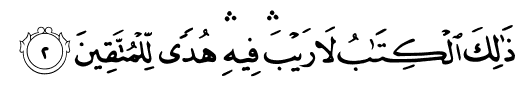 ذَٰلِكَ ٱلْكِتَٰبُ لَا رَيْبَ ۛ فِيهِ ۛ هُدًى لِّلْمُتَّقِينَ ٢